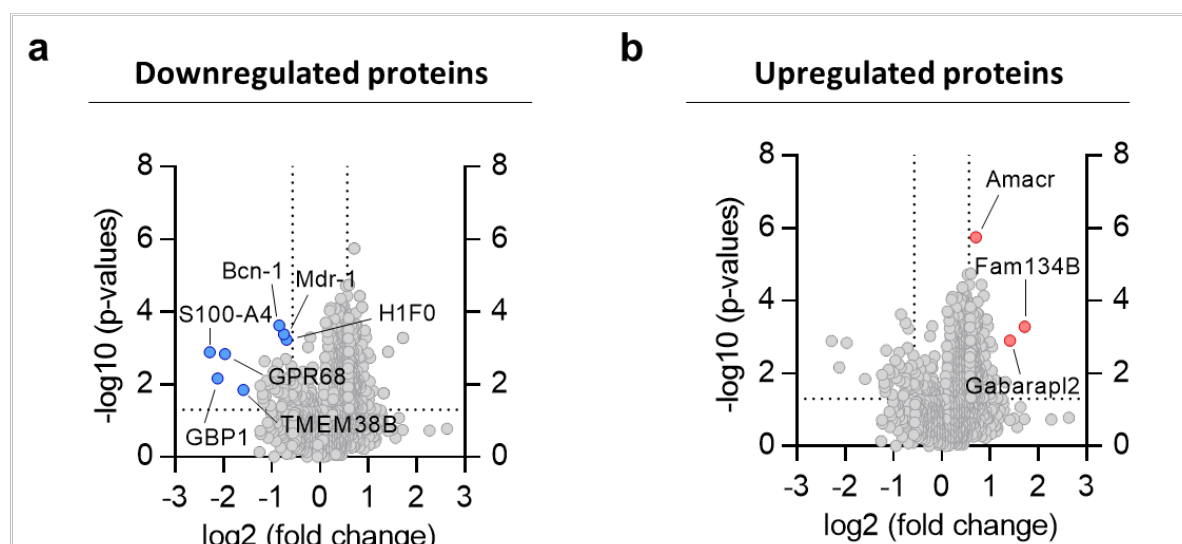 a
Downregulated proteins
8
8
6
6
4
4
2
2
0
0
-log10 (p-values)
Bcn-1
Mdr-1
S100-A4
H1F0
GPR68
GBP1
TMEM38B
-3 -2 -1 0 1 2 3
log2 (fold change)
b
Upregulated proteins
8
8
6
6
4
4
2
2
0
0
-log10 (p-values)
Amacr
Fam134B
Gabarapl2
-3 -2 -1 0 1 2 3
log2 (fold change)